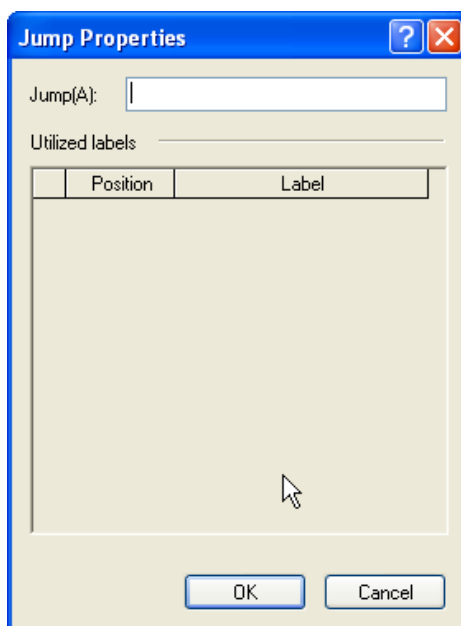 Jump Properties
?
Jump(A):
Utilized labels
Position Label
OK Cancel